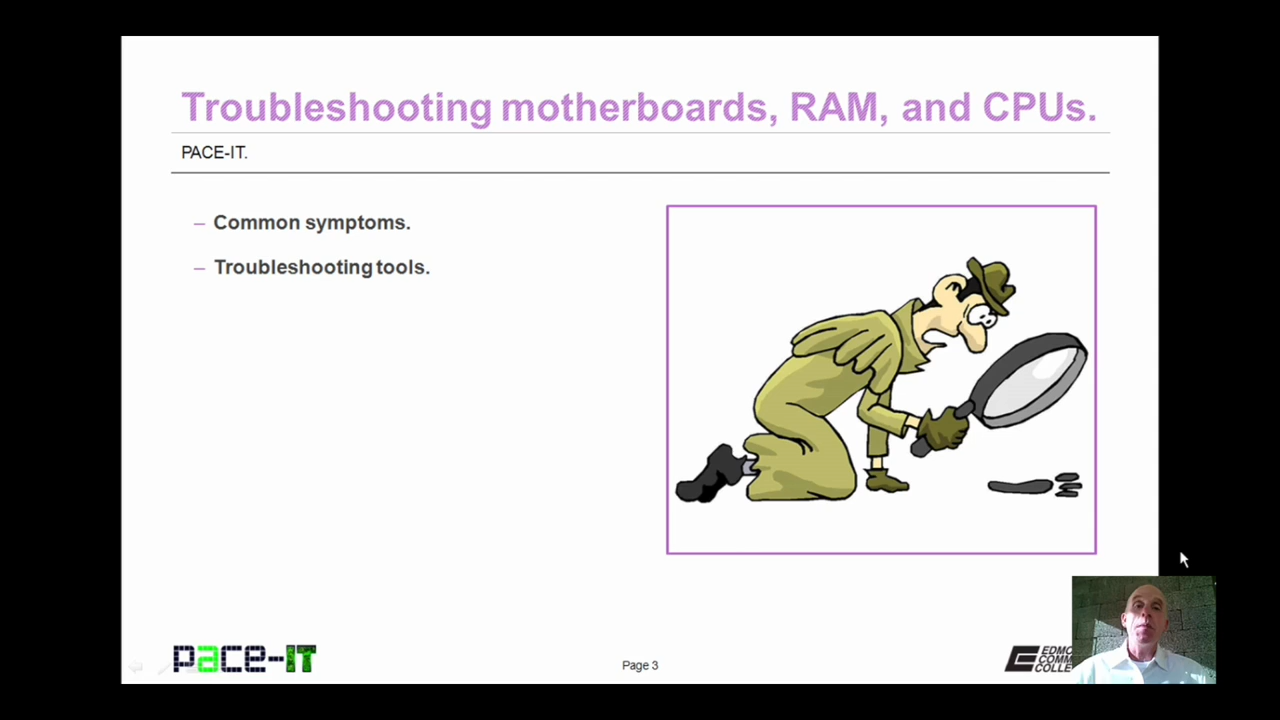 Troubleshooting motherboards, RAM, and CPUs.
PACE-IT.
– Common symptoms.
– Troubleshooting tools.
pace-IT
Page 3